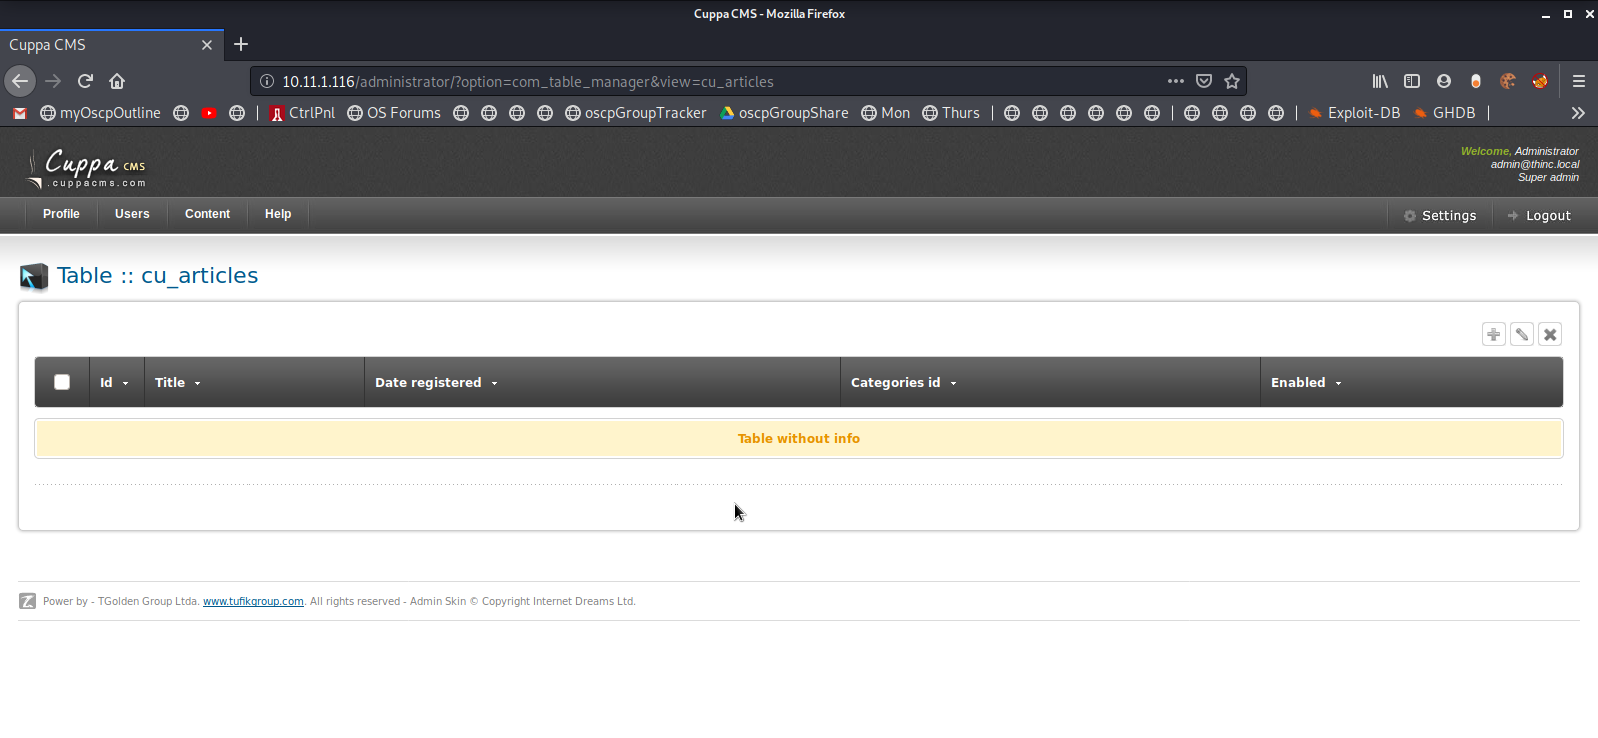 Cuppa CMS - Mozilla Firefox
Cuppa CMS
10.11.1.116/administrator/?option=com_table_manager&view=cu_articles
myOscpOutline CtrlPnl OS Forums oscpGroupTracker oscpGroupShare Mon Thurs Exploit-DB GHDB
Cuppa CMS
.cuppacms.com
Welcome, Administrator
admin@thinc.local
Super admin
Profile Users Content Help Settings Logout
Table :: cu_articles
Id Title Date registered Categories id Enabled
Table without info
Power by - TGolden Group Ltda. www.tufikgroup.com. All rights reserved - Admin Skin © Copyright Internet Dreams Ltd.